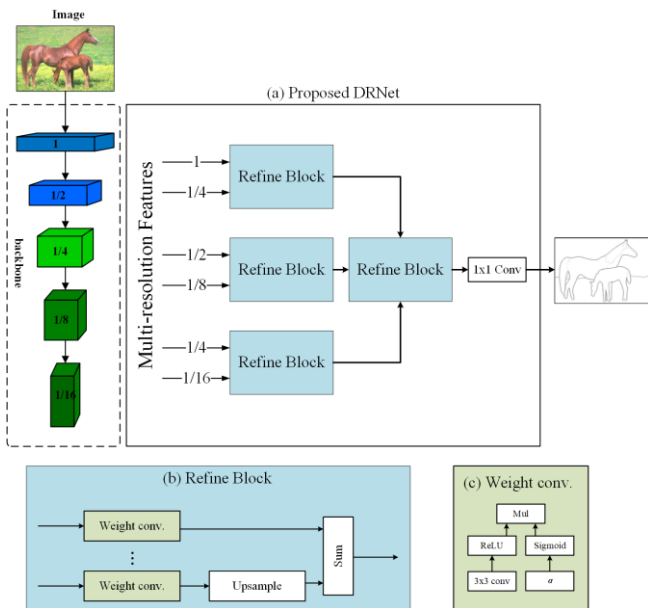 Image
(a) Proposed DRNet
backbone
1
1/2
1/4
1/8
1/16
Multi-resolution Features
1
1/4
Refine Block
1/2
1/8
Refine Block
Refine Block
1x1 Conv
1/4
1/16
Refine Block
(b) Refine Block
Weight conv.
⋮
Weight conv.
Upsample
Sum
(c) Weight conv.
Mul
ReLU
Sigmoid
3x3 conv
α